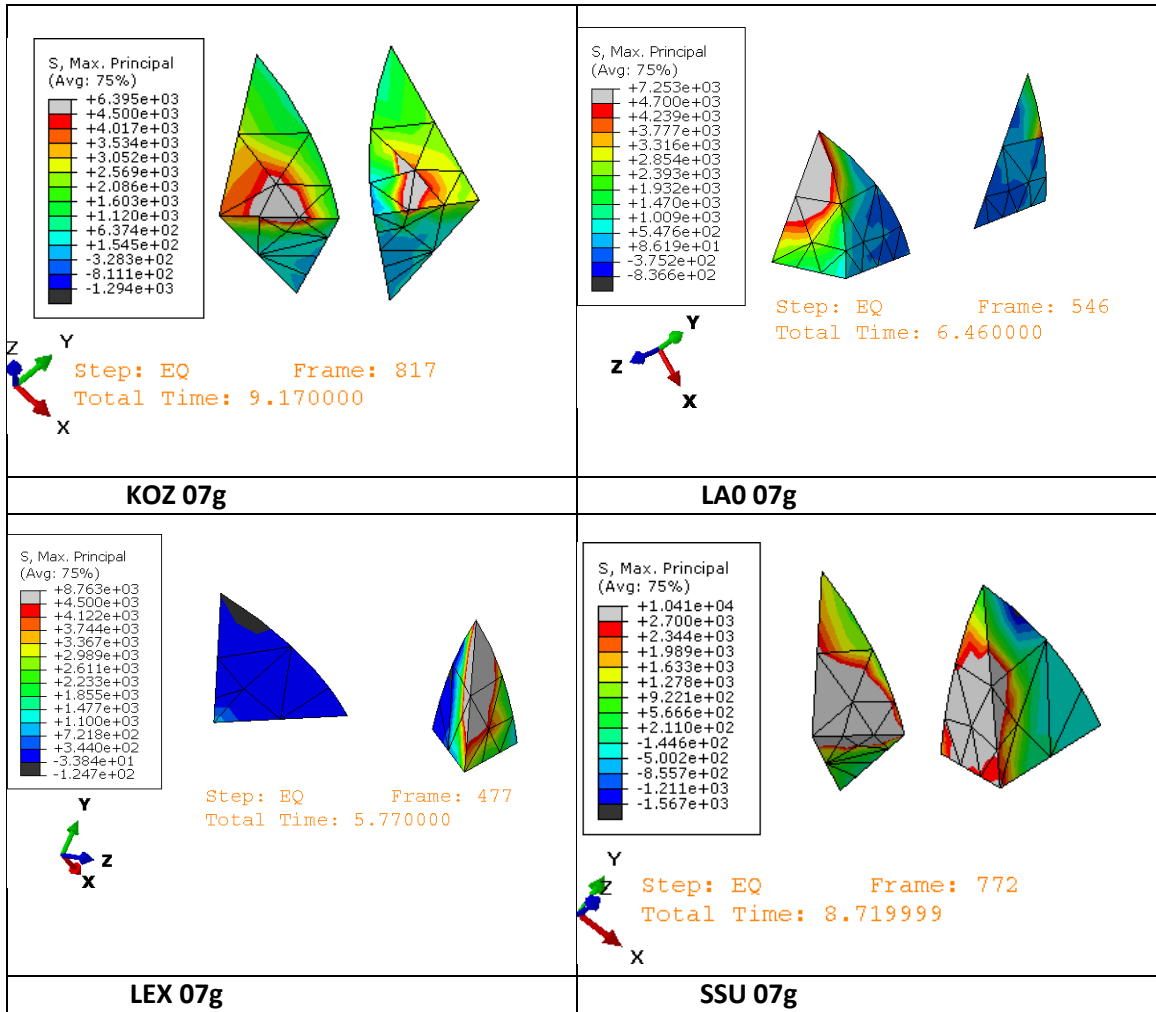 S, Max. Principal
(Avg: 75%)
+6.395e+03
+4.500e+03
+4.017e+03
+3.534e+03
+3.052e+03
+2.569e+03
+2.086e+03
+1.603e+03
+1.120e+03
+6.374e+02
+1.545e+02
-3.283e+02
-8.111e+02
-1.294e+03
Z
Y
X
Step: EQ Frame: 817
Total Time: 9.170000
KOZ 07g
S, Max. Principal
(Avg: 75%)
+7.253e+03
+4.700e+03
+4.239e+03
+3.777e+03
+3.316e+03
+2.854e+03
+2.393e+03
+1.932e+03
+1.470e+03
+1.009e+03
+5.476e+02
+8.619e+01
-3.752e+02
-8.366e+02
Y
Z
X
Step: EQ Frame: 546
Total Time: 6.460000
LA0 07g
S, Max. Principal
(Avg: 75%)
+8.763e+03
+4.500e+03
+4.122e+03
+3.744e+03
+3.367e+03
+2.989e+03
+2.611e+03
+2.233e+03
+1.855e+03
+1.477e+03
+1.100e+03
+7.218e+02
+3.440e+02
-3.384e+01
-1.247e+02
Y
Z
X
Step: EQ Frame: 477
Total Time: 5.770000
LEX 07g
S, Max. Principal
(Avg: 75%)
+1.041e+04
+2.700e+03
+2.344e+03
+1.989e+03
+1.633e+03
+1.278e+03
+9.221e+02
+5.666e+02
+2.110e+02
-1.446e+02
-5.002e+02
-8.557e+02
-1.211e+03
-1.567e+03
Y
Z
X
Step: EQ Frame: 772
Total Time: 8.719999
SSU 07g